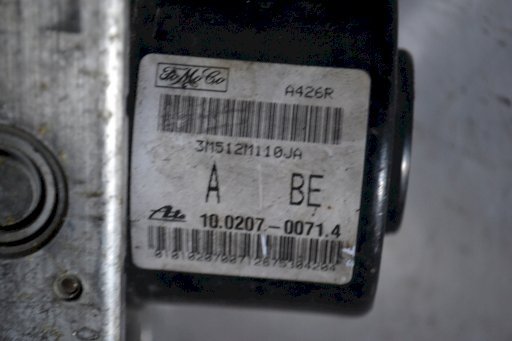 FoMoCo A426R
3M512M110JA
A BE
Ate 10.0207-0071.4